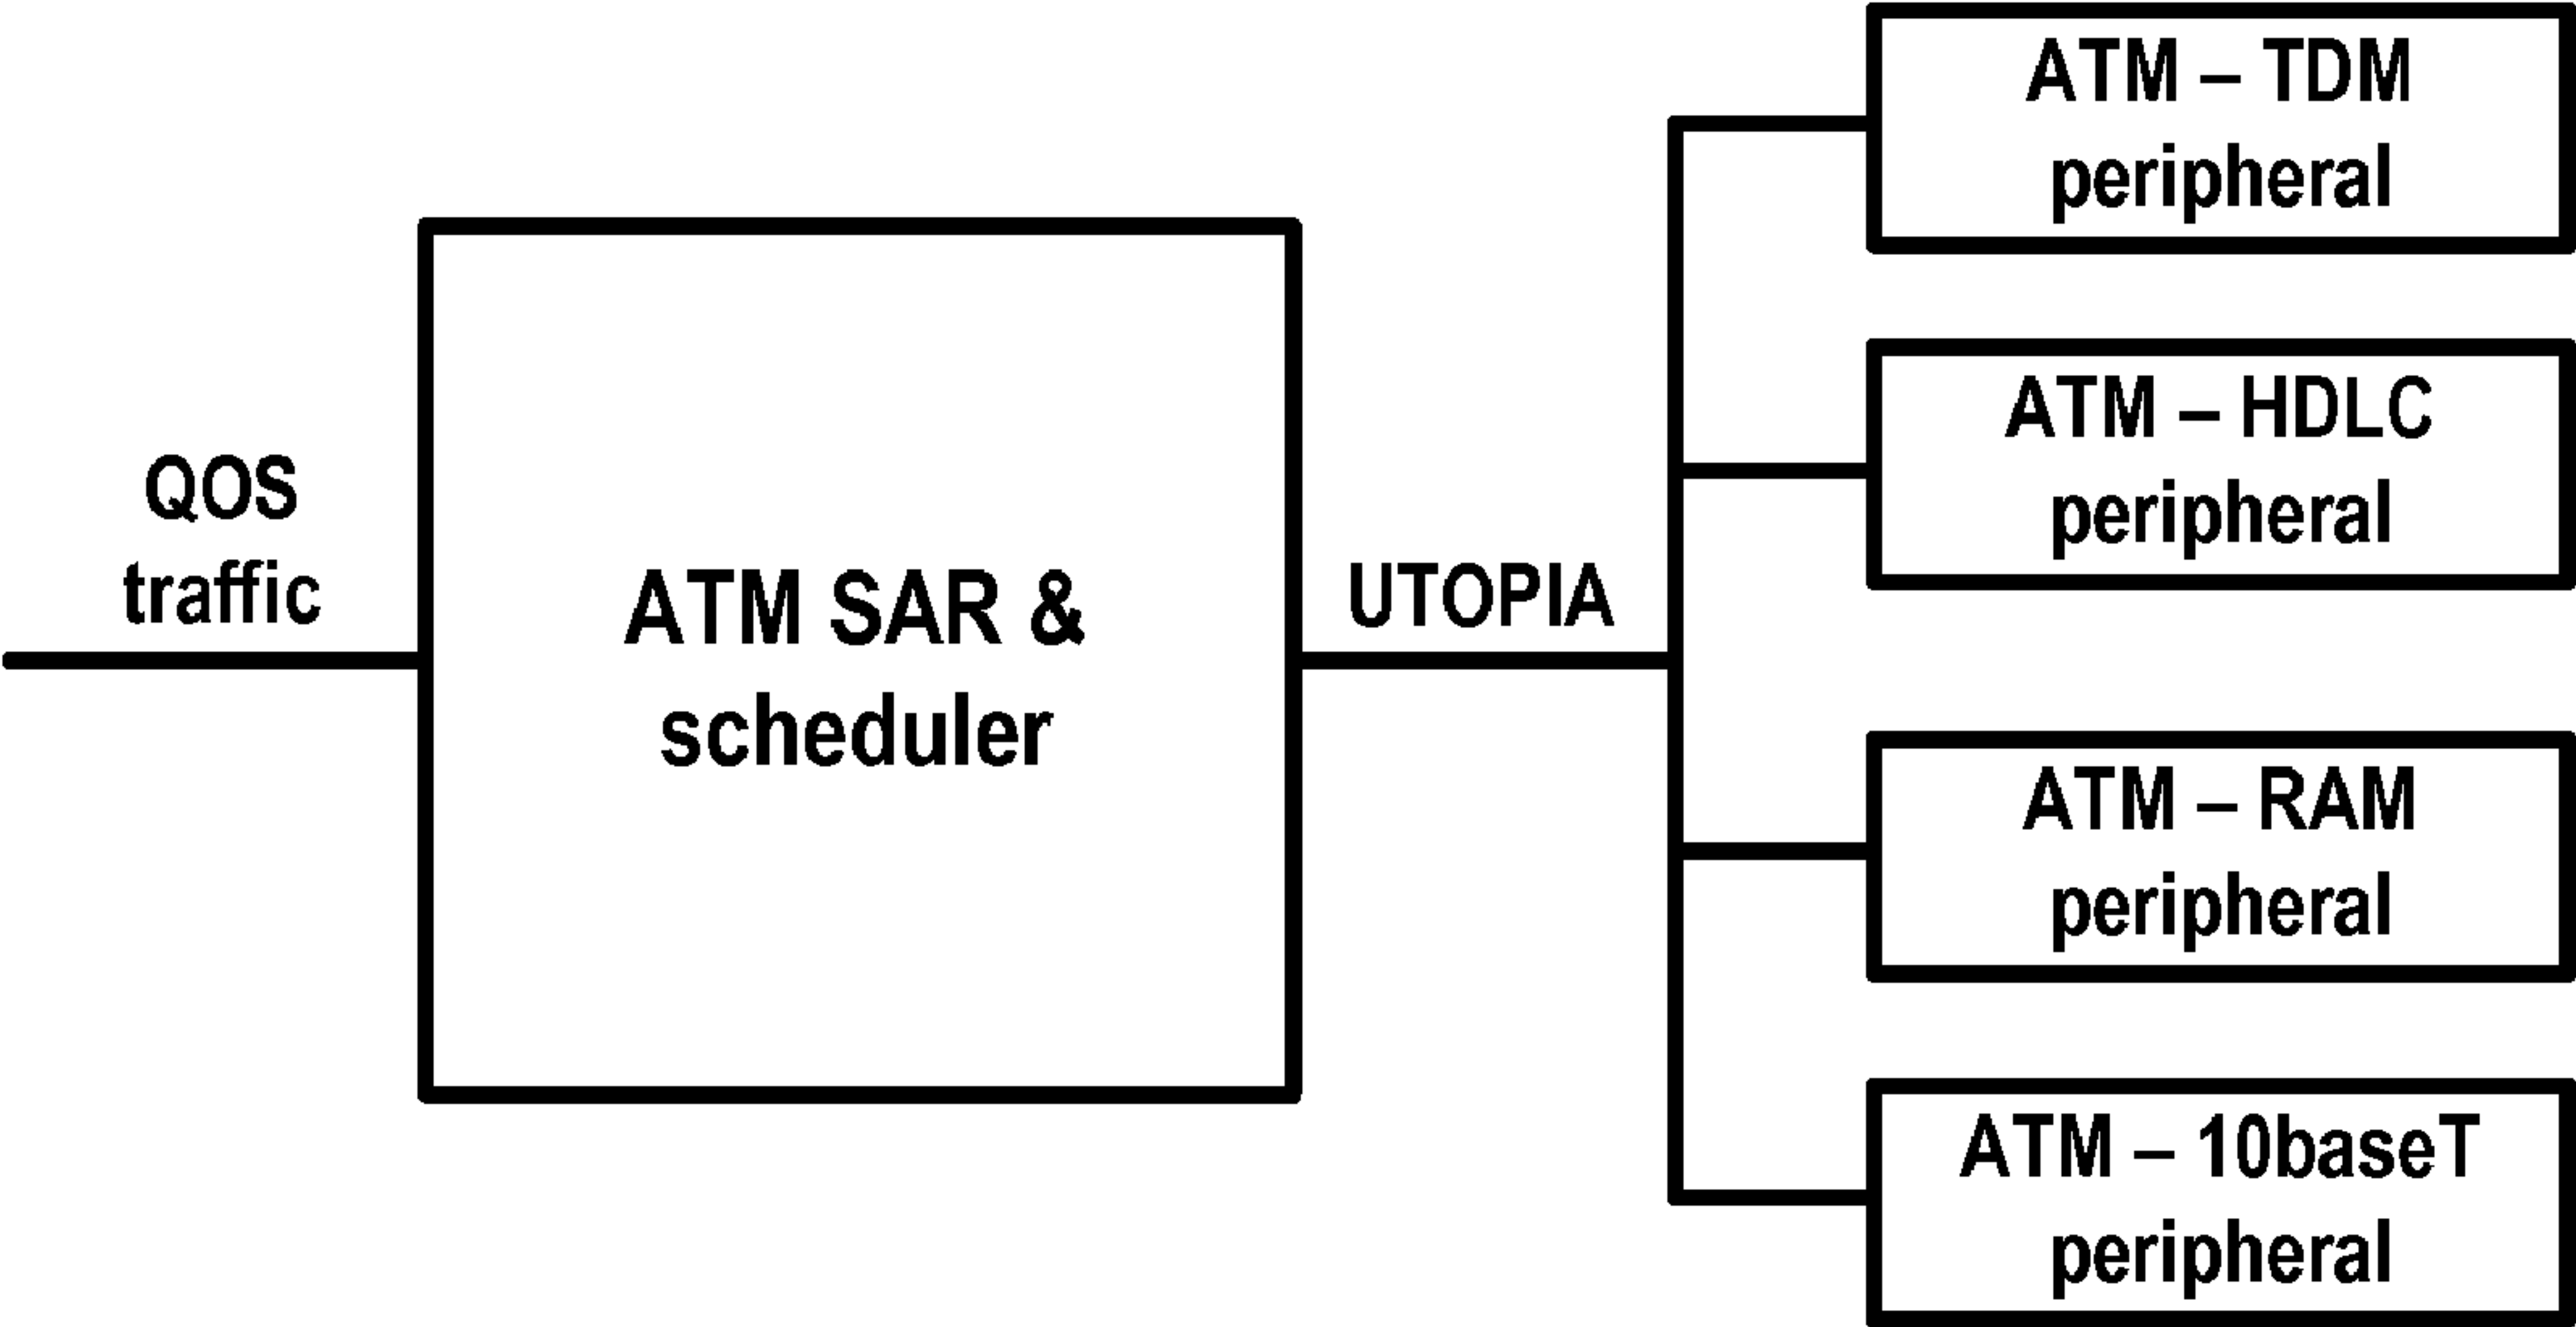 QOS
traffic
ATM SAR &
scheduler
UTOPIA
ATM – TDM
peripheral
ATM – HDLC
peripheral
ATM – RAM
peripheral
ATM – 10baseT
peripheral